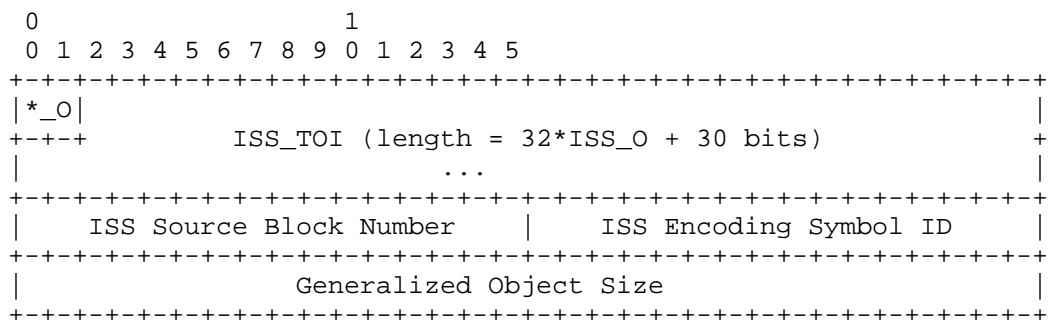 0                   1
 0 1 2 3 4 5 6 7 8 9 0 1 2 3 4 5
+-+-+-+-+-+-+-+-+-+-+-+-+-+-+-+-+-+-+-+-+-+-+-+-+-+-+-+-+-+
|*_O|                                                     |
+-+-+        ISS_TOI (length = 32*ISS_O + 30 bits)            +
|                        ...                               |
+-+-+-+-+-+-+-+-+-+-+-+-+-+-+-+-+-+-+-+-+-+-+-+-+-+-+-+-+-+
|    ISS Source Block Number    |    ISS Encoding Symbol ID     |
+-+-+-+-+-+-+-+-+-+-+-+-+-+-+-+-+-+-+-+-+-+-+-+-+-+-+-+-+-+
|                Generalized Object Size                     |
+-+-+-+-+-+-+-+-+-+-+-+-+-+-+-+-+-+-+-+-+-+-+-+-+-+-+-+-+-+